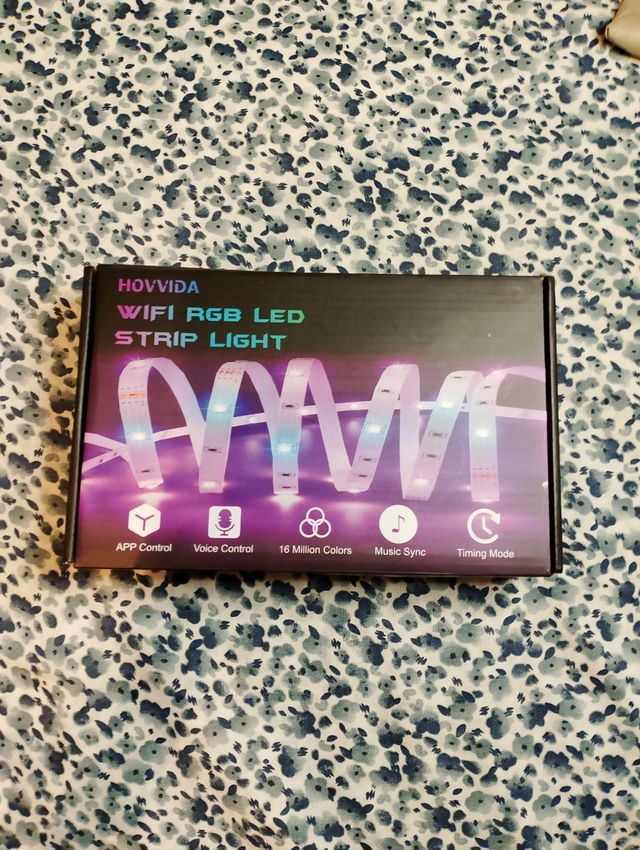 HOVVIDA
WIFI RGB LED
STRIP LIGHT
APP Control
Voice Control
16 Million Colors
Music Sync
Timing Mode